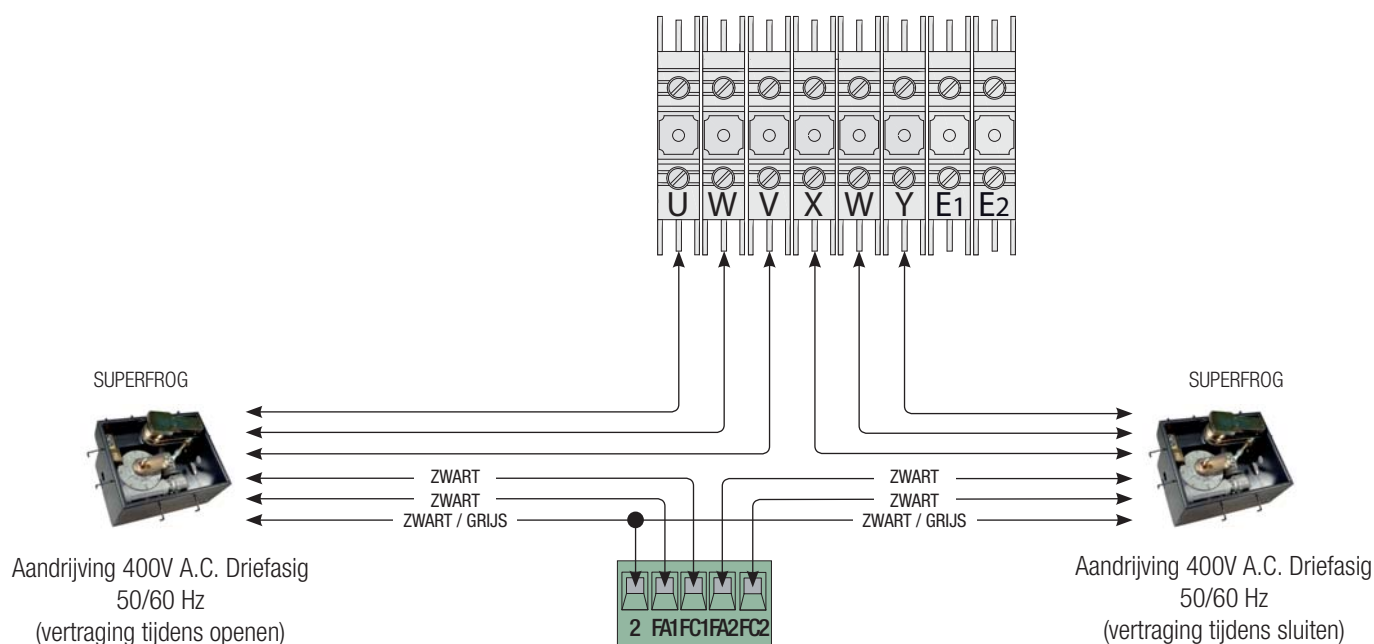 U W V X W Y E1 E2
SUPERFROG
SUPERFROG
ZWART
ZWART
ZWART
ZWART
ZWART / GRIJS
ZWART / GRIJS
Aandrijving 400V A.C. Driefasig
50/60 Hz
(vertraging tijdens openen)
Aandrijving 400V A.C. Driefasig
50/60 Hz
(vertraging tijdens sluiten)
2 FA1 FC1 FA2 FC2